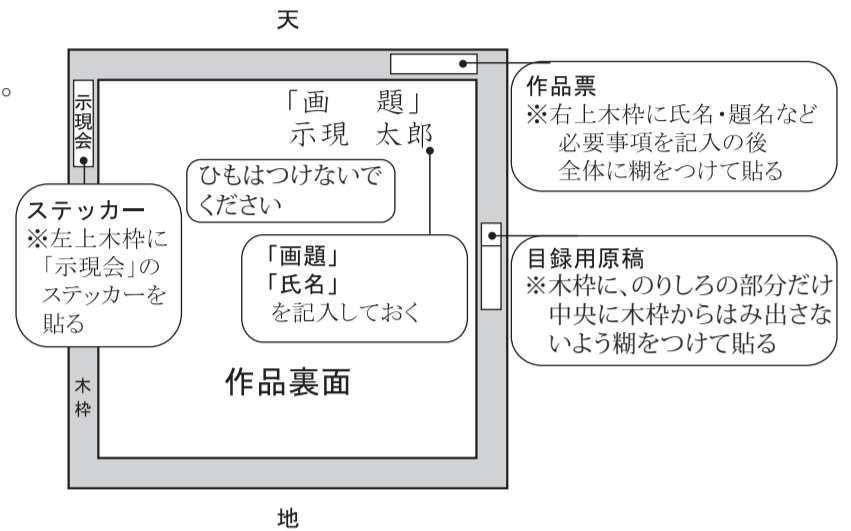 天
。
示現会
「画　題」
示現　太郎
ひもはつけないで
ください
作品票
※右上木枠に氏名・題名など
必要事項を記入の後
全体に糊をつけて貼る
ステッカー
※左上木枠に
「示現会」の
ステッカーを
貼る
「画題」
「氏名」
を記入しておく
目録用原稿
※木枠に、のりしろの部分だけ
中央に木枠からはみ出さな
いよう糊をつけて貼る
作品裏面
木枠
地